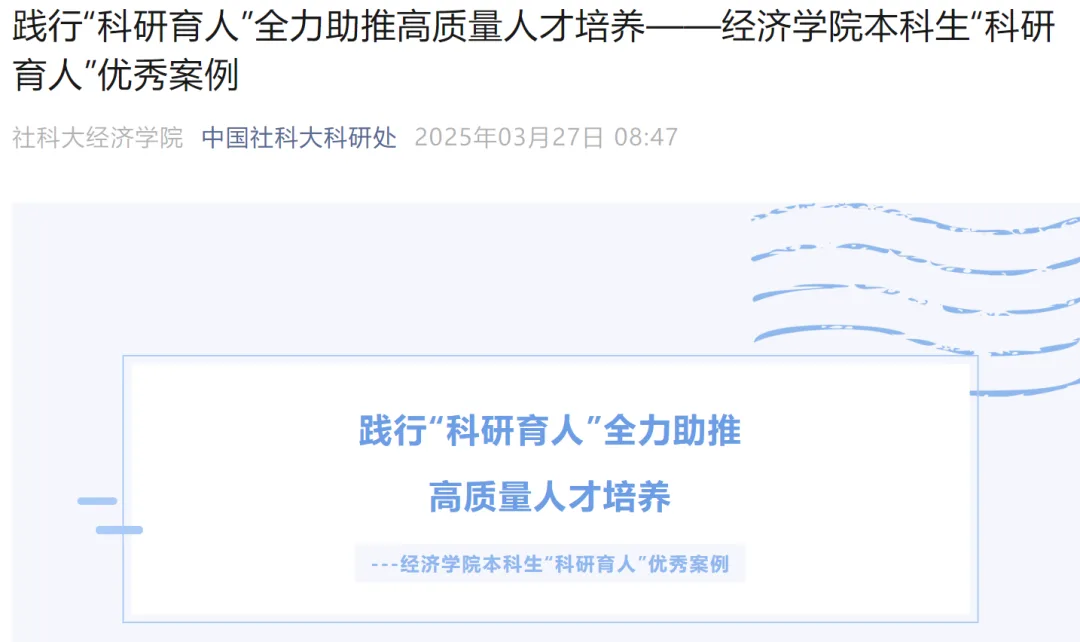 践行“科研育人”全力助推高质量人才培养——经济学院本科生“科研
育人”优秀案例
社科大经济学院 中国社科大科研处 2025年03月27日 08:47
践行“科研育人”全力助推
高质量人才培养
---经济学院本科生“科研育人”优秀案例